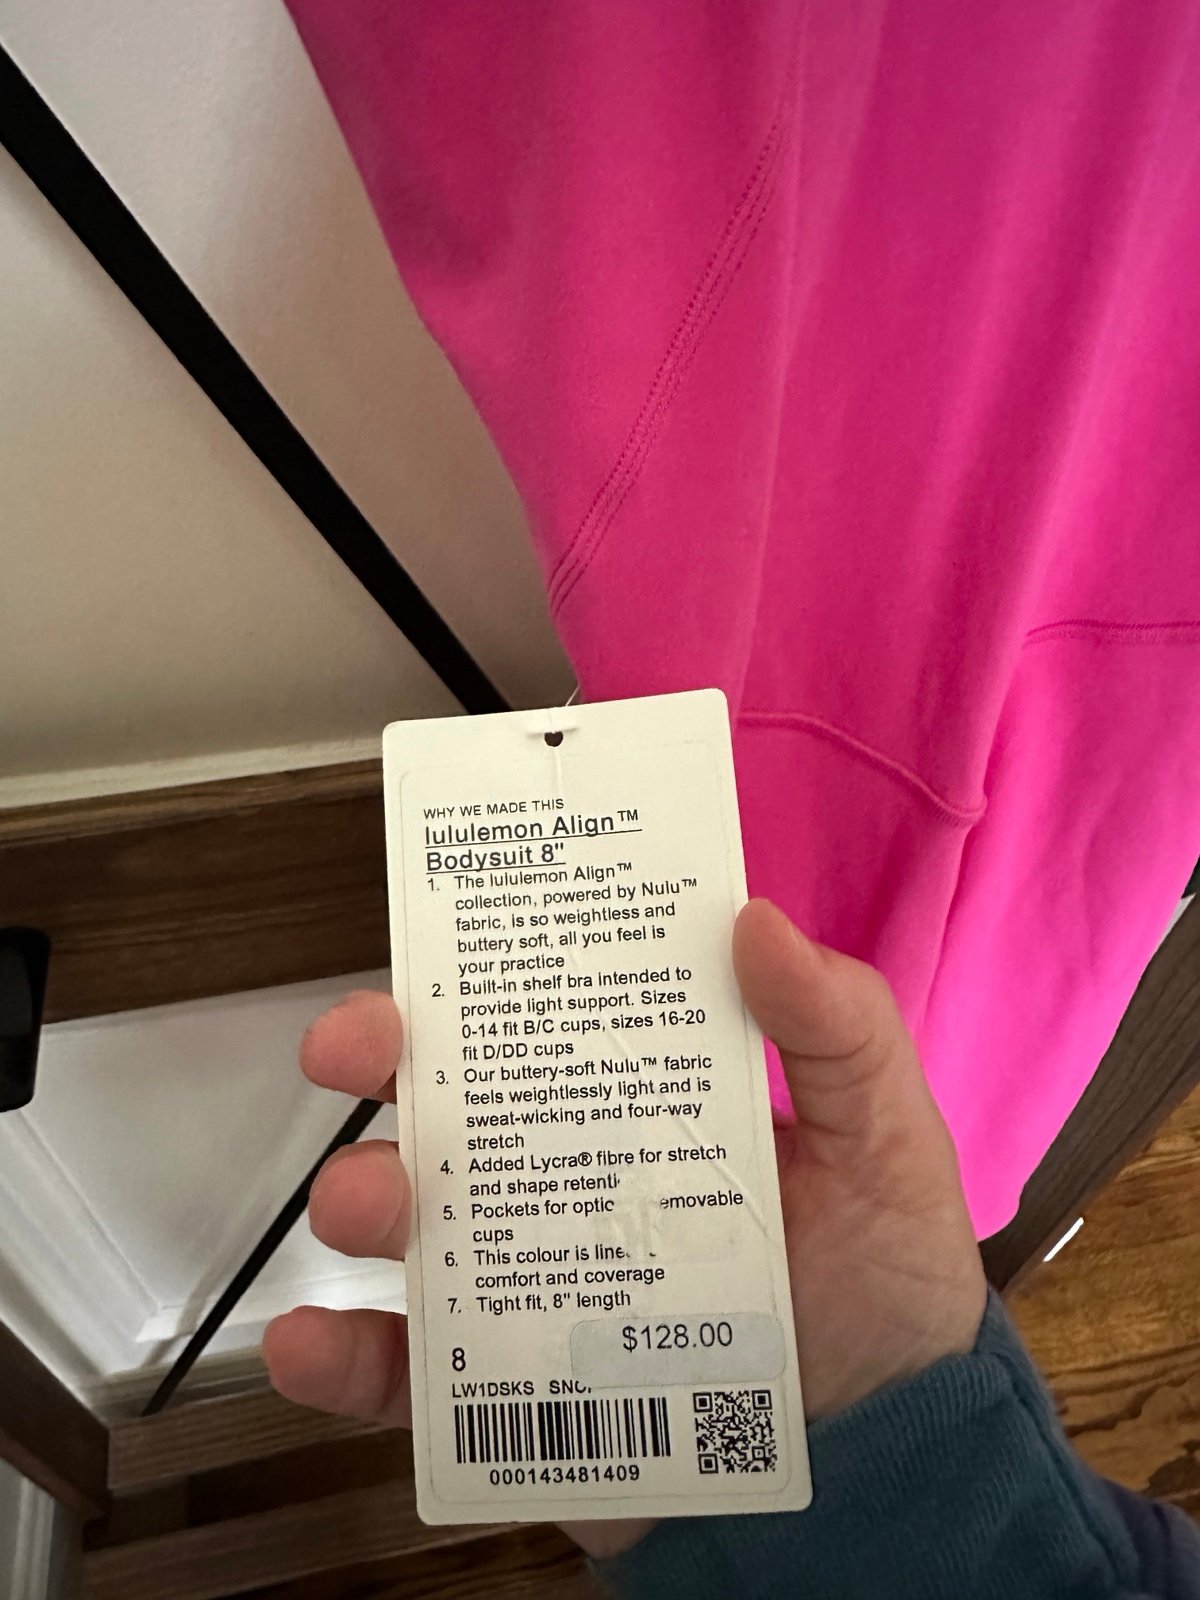 WHY WE MADE THIS
lululemon Align™
Bodysuit 8"
1. The lululemon Align™
collection, powered by Nulu™
fabric, is so weightless and
buttery soft, all you feel is
your practice
2. Built-in shelf bra intended to
provide light support. Sizes
0-14 fit B/C cups, sizes 16-20
fit D/DD cups
3. Our buttery-soft Nulu™ fabric
feels weightlessly light and is
sweat-wicking and four-way
stretch
4. Added Lycra® fibre for stretch
and shape
5. Pockets for
cups
6. This colour is
comfort and coverage
7. Tight fit, 8" length
$128.00
8
LW1DSKS
000143481409